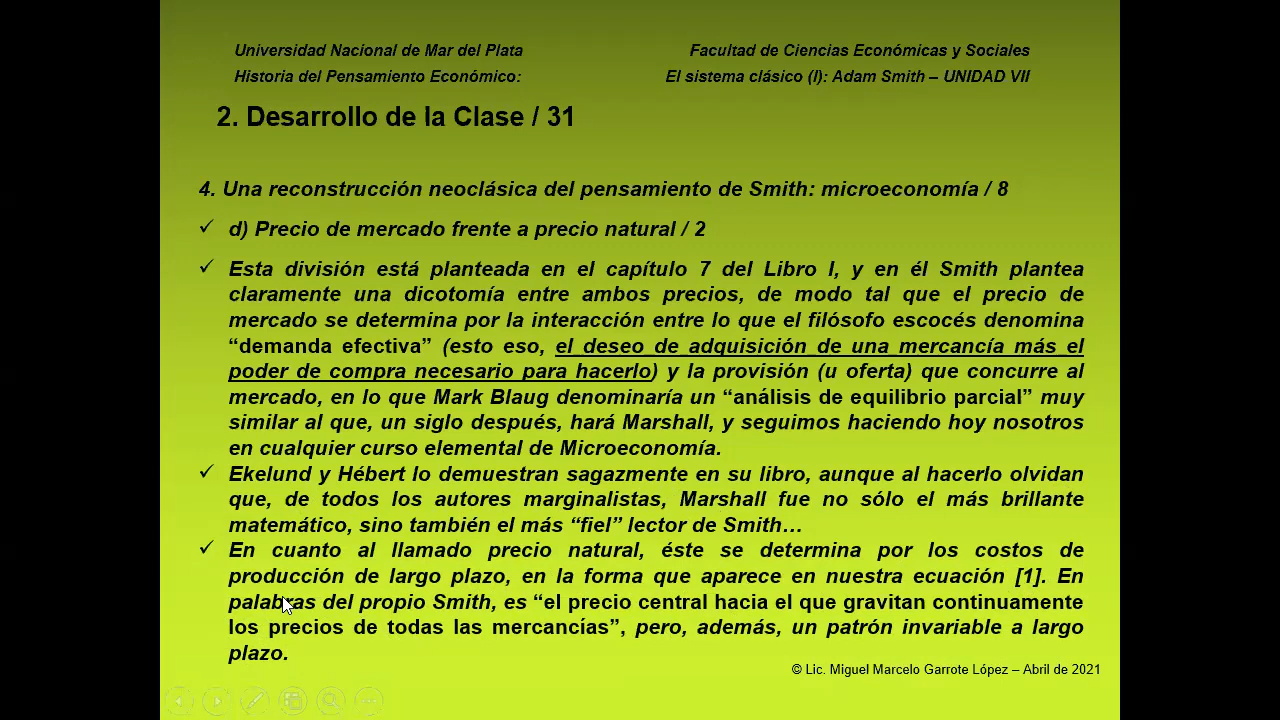 Universidad Nacional de Mar del Plata
Facultad de Ciencias Económicas y Sociales
Historia del Pensamiento Económico:
El sistema clásico (I): Adam Smith – UNIDAD VII
2. Desarrollo de la Clase / 31
4. Una reconstrucción neoclásica del pensamiento de Smith: microeconomía / 8
✓ d) Precio de mercado frente a precio natural / 2
✓ Esta división está planteada en el capítulo 7 del Libro I, y en él Smith plantea
claramente una dicotomía entre ambos precios, de modo tal que el precio de
mercado se determina por la interacción entre lo que el filósofo escocés denomina
“demanda efectiva” (esto eso, el deseo de adquisición de una mercancía más el
poder de compra necesario para hacerlo) y la provisión (u oferta) que concurre al
mercado, en lo que Mark Blaug denominaría un “análisis de equilibrio parcial” muy
similar al que, un siglo después, hará Marshall, y seguimos haciendo hoy nosotros
en cualquier curso elemental de Microeconomía.
✓ Ekelund y Hébert lo demuestran sagazmente en su libro, aunque al hacerlo olvidan
que, de todos los autores marginalistas, Marshall fue no sólo el más brillante
matemático, sino también el más “fiel” lector de Smith…
✓ En cuanto al llamado precio natural, éste se determina por los costos de
producción de largo plazo, en la forma que aparece en nuestra ecuación [1]. En
palabras del propio Smith, es “el precio central hacia el que gravitan continuamente
los precios de todas las mercancías”, pero, además, un patrón invariable a largo
plazo.
© Lic. Miguel Marcelo Garrote López – Abril de 2021